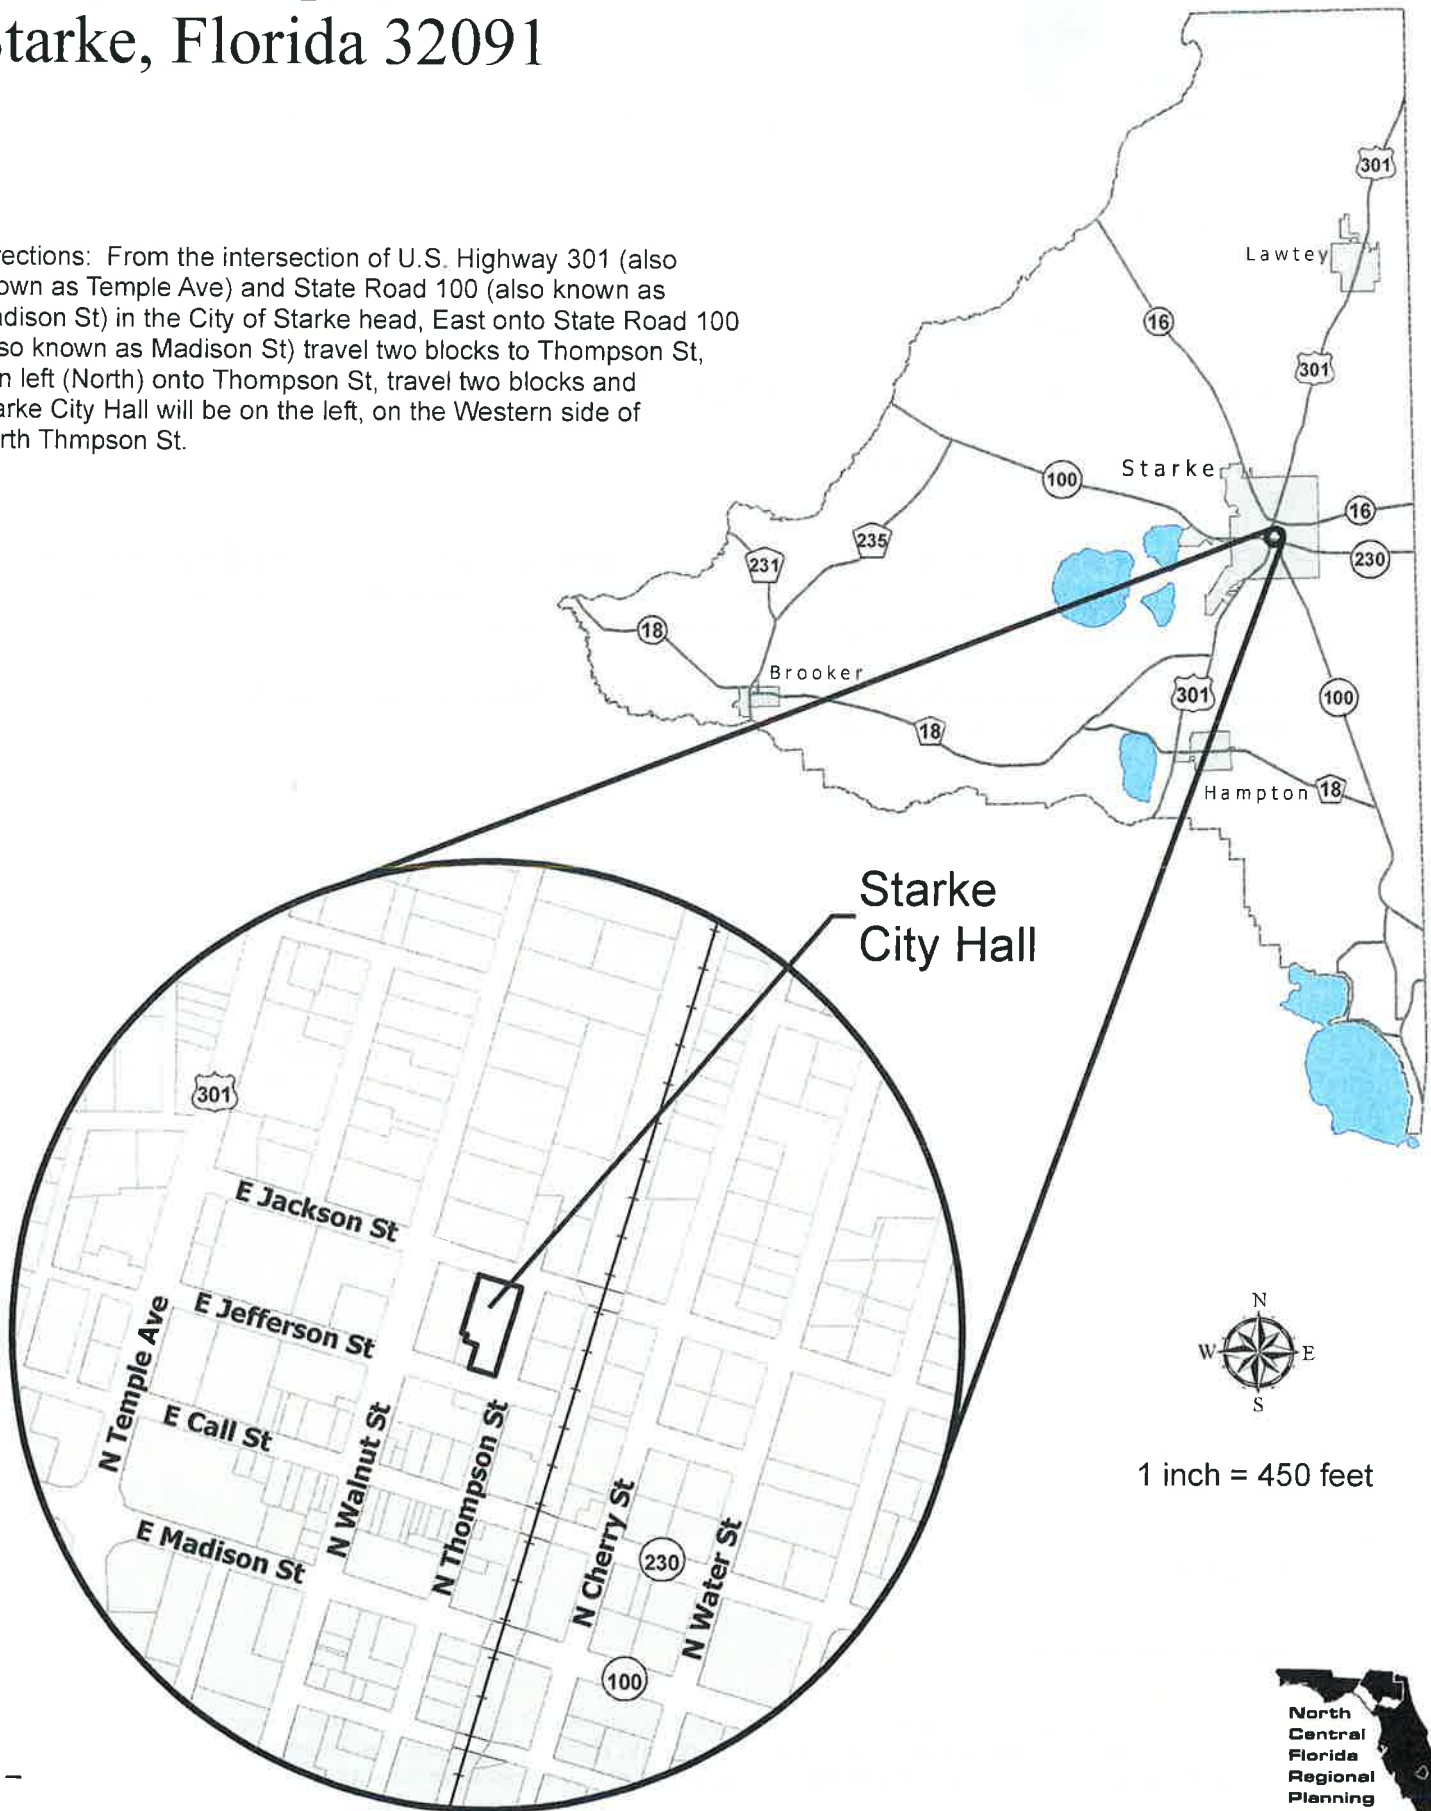 Starke, Florida 32091
rections: From the intersection of U.S. Highway 301 (also
own as Temple Ave) and State Road 100 (also known as
adison St) in the City of Starke head, East onto State Road 100
so known as Madison St) travel two blocks to Thompson St,
n left (North) onto Thompson St, travel two blocks and
arke City Hall will be on the left, on the Western side of
rth Thmpson St.
301
Lawtey
16
301
Starke
100
16
235
231
230
18
Brooker
301
100
18
Hampton
18
Starke
City Hall
301
E Jackson St
E Jefferson St
N Temple Ave
E Call St
N Walnut St
N Thompson St
E Madison St
N Cherry St
230
N Water St
100
N
W
E
S
1 inch = 450 feet
North
Central
Florida
Regional
Planning